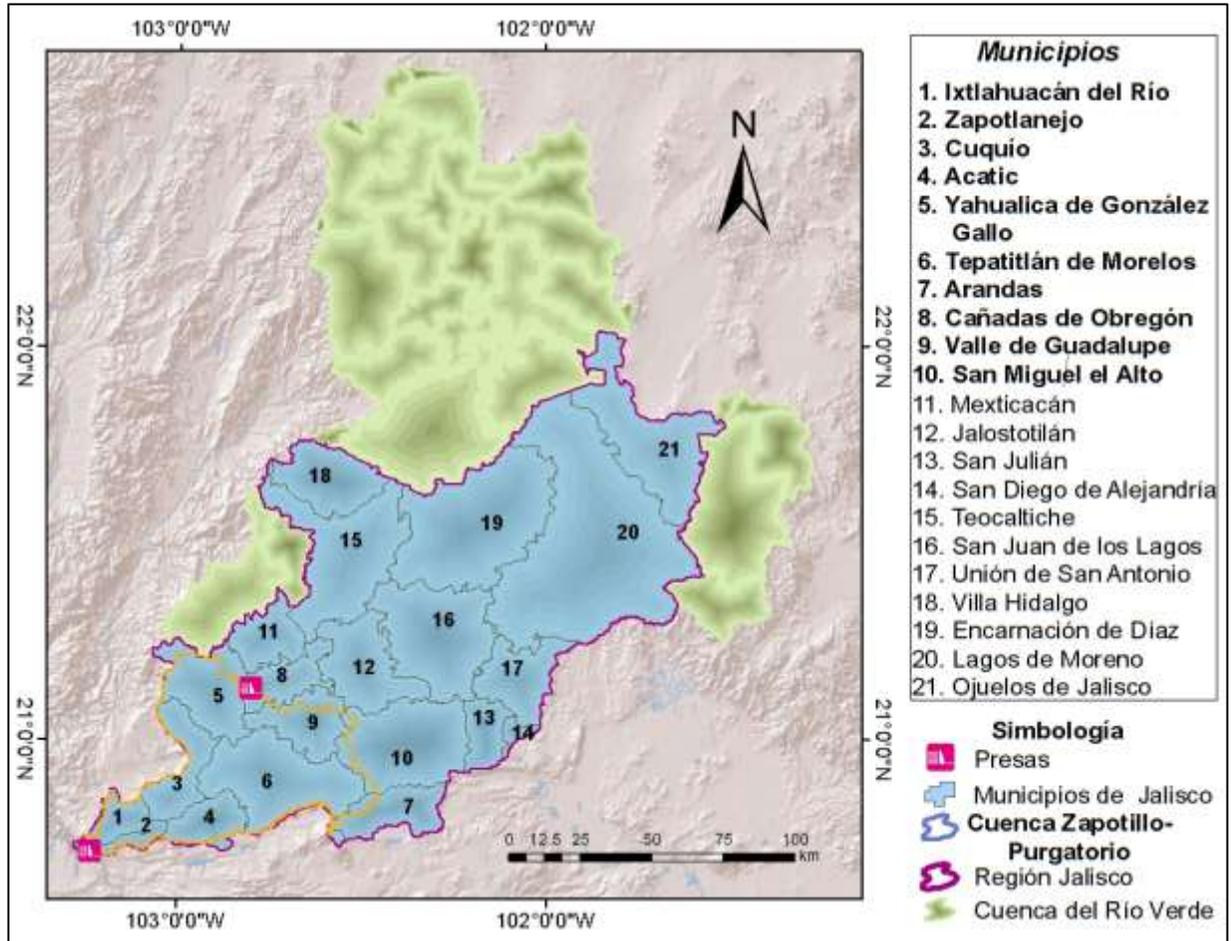 103°0'0"W 102°0'0"W
N
22°0'0"N
22°0'0"N
21°0'0"N
21°0'0"N
18
21
19
20
15
16
11
12
8
17
5
9
13
14
10
6
3
7
1
2
4
0 12.5 25 50 75 100
km
103°0'0"W 102°0'0"W
Municipios
1. Ixtlahuacán del Río
2. Zapotlanejo
3. Cuquío
4. Acatic
5. Yahualica de González
Gallo
6. Tepatitlán de Morelos
7. Arandas
8. Cañadas de Obregón
9. Valle de Guadalupe
10. San Miguel el Alto
11. Mexticacán
12. Jalostotilán
13. San Julián
14. San Diego de Alejandría
15. Teocaltiche
16. San Juan de los Lagos
17. Unión de San Antonio
18. Villa Hidalgo
19. Encarnación de Díaz
20. Lagos de Moreno
21. Ojuelos de Jalisco
Simbología
Presas
Municipios de Jalisco
Cuenca Zapotillo-
Purgatorio
Región Jalisco
Cuenca del Río Verde